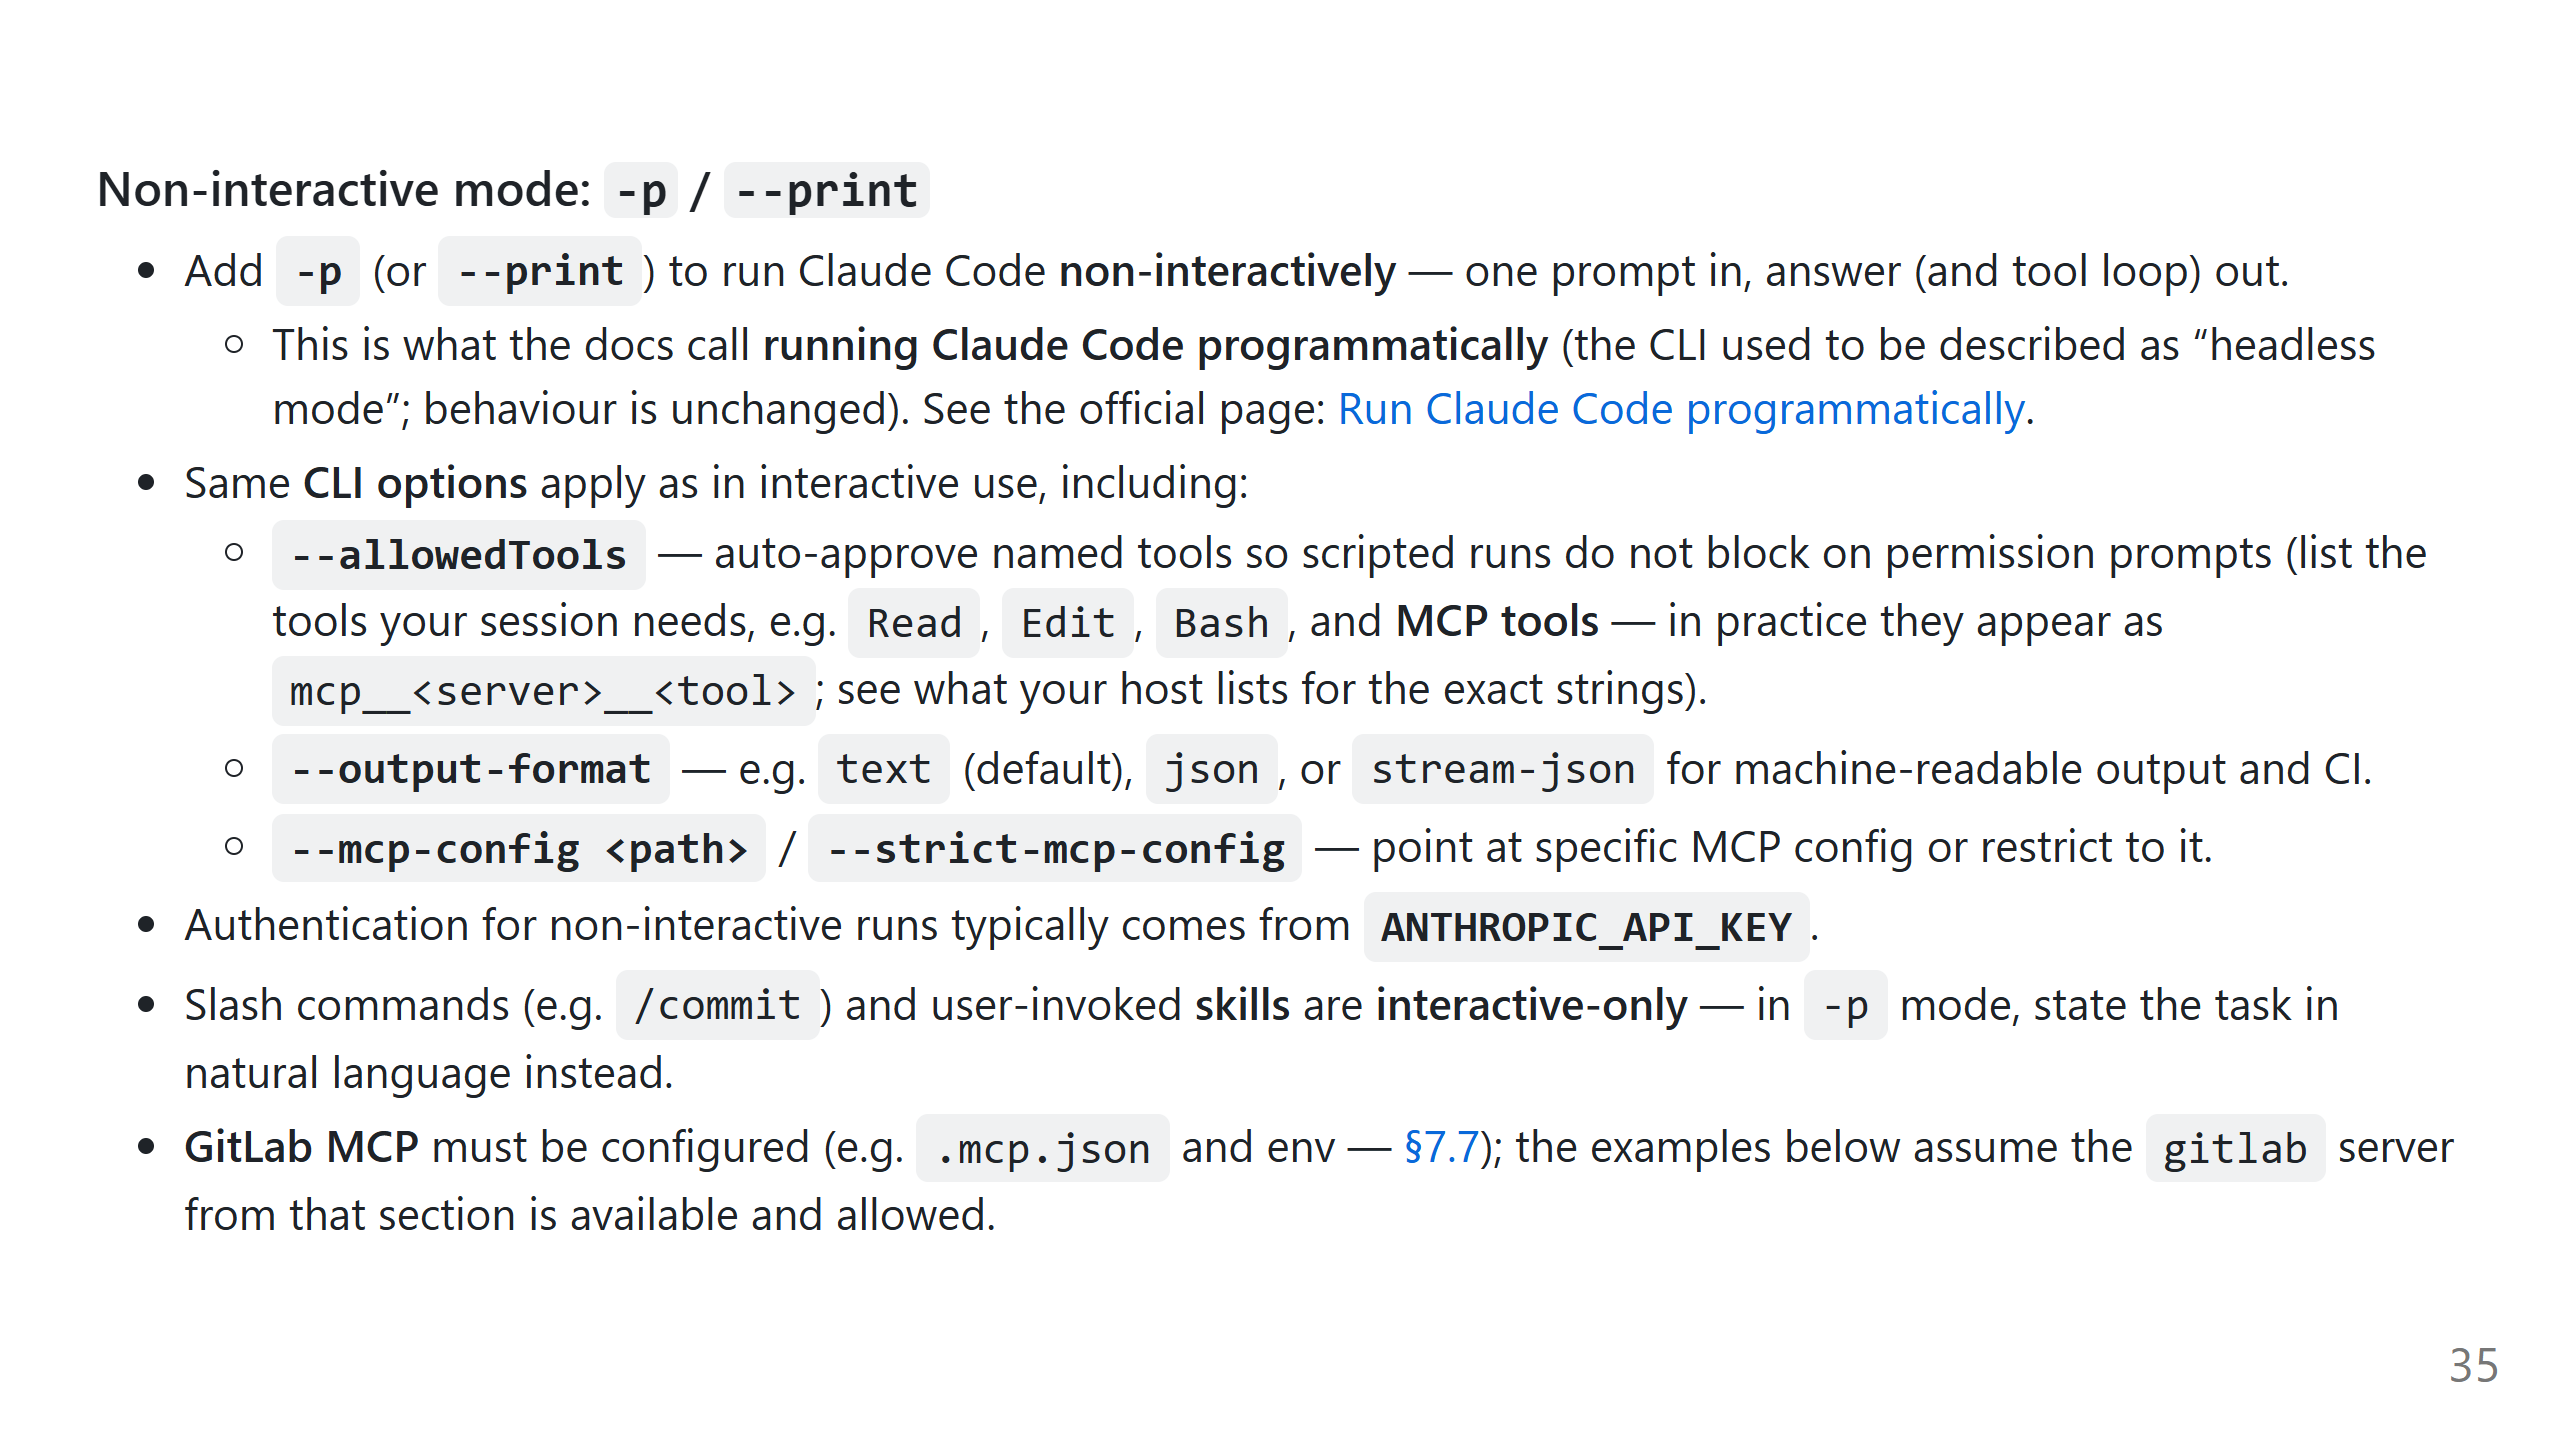 Non-interactive mode: -p / --print
• Add -p (or --print) to run Claude Code non-interactively — one prompt in, answer (and tool loop) out.
○ This is what the docs call running Claude Code programmatically (the CLI used to be described as “headless
mode”; behaviour is unchanged). See the official page: Run Claude Code programmatically.
• Same CLI options apply as in interactive use, including:
○ --allowedTools — auto-approve named tools so scripted runs do not block on permission prompts (list the
tools your session needs, e.g. Read, Edit, Bash, and MCP tools — in practice they appear as
mcp__<server>__<tool>; see what your host lists for the exact strings).
○ --output-format — e.g. text (default), json, or stream-json for machine-readable output and CI.
○ --mcp-config <path> / --strict-mcp-config — point at specific MCP config or restrict to it.
• Authentication for non-interactive runs typically comes from ANTHROPIC_API_KEY.
• Slash commands (e.g. /commit) and user-invoked skills are interactive-only — in -p mode, state the task in
natural language instead.
• GitLab MCP must be configured (e.g. .mcp.json and env — §7.7); the examples below assume the gitlab server
from that section is available and allowed.
35